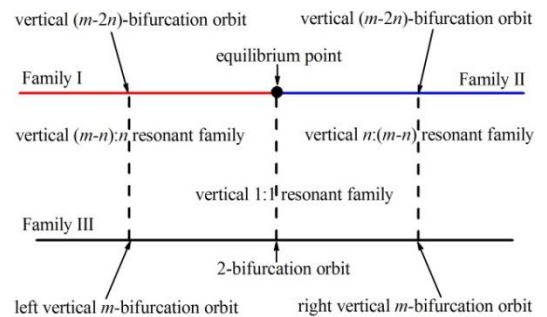 vertical (m-2n)-bifurcation orbit
vertical (m-2n)-bifurcation orbit
equilibrium point
Family I
Family II
vertical (m-n):n resonant family
vertical n:(m-n) resonant family
vertical 1:1 resonant family
Family III
2-bifurcation orbit
left vertical m-bifurcation orbit
right vertical m-bifurcation orbit